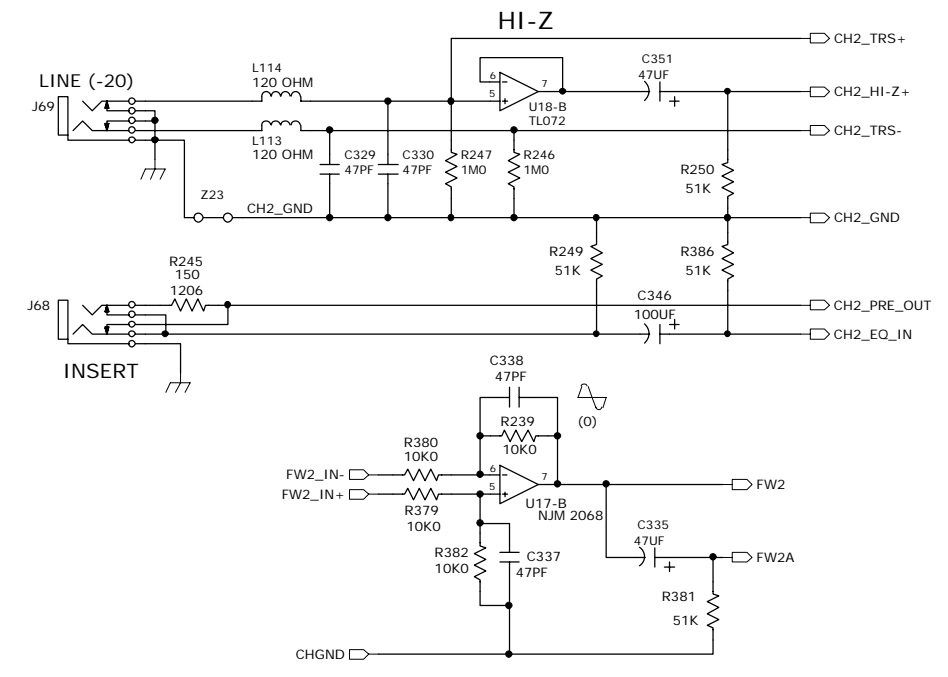 HI-Z
CH2_TRS+
LINE (-20)
L114
120 OHM
C351
47UF
J69
6
5
7
U18-B
TL072
+
CH2_HI-Z+
L113
120 OHM
CH2_TRS-
C329
47PF
C330
47PF
R247
1M0
R246
1M0
R250
51K
Z23
CH2_GND
CH2_GND
R249
51K
R386
51K
R245
150
1206
J68
C346
100UF
+
CH2_PRE_OUT
CH2_EQ_IN
INSERT
C338
47PF
(0)
R239
10K0
R380
10K0
FW2_IN-
FW2_IN+
6
5
7
FW2
R379
10K0
U17-B
NJM 2068
C335
47UF
+
FW2A
R382
10K0
C337
47PF
R381
51K
CHGND